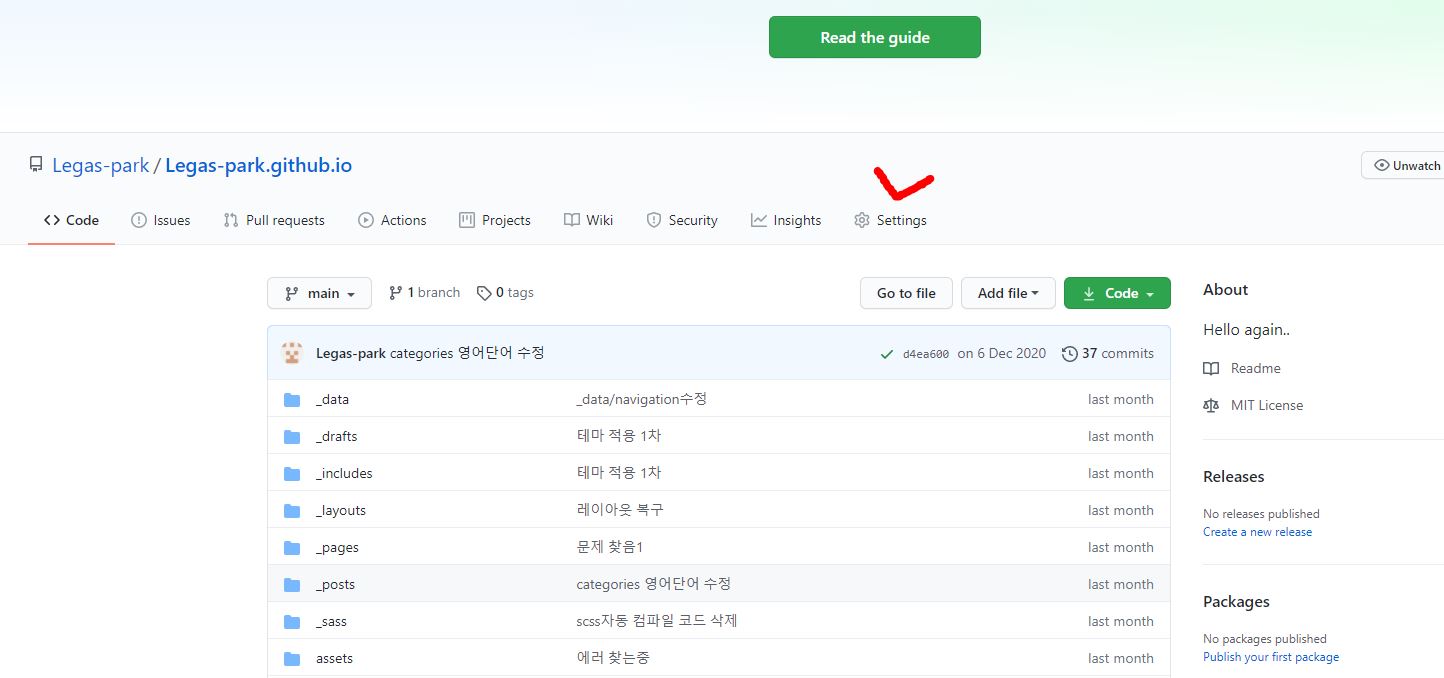 Read the guide
Legas-park / Legas-park.github.io
Unwatch
Code Issues Pull requests Actions Projects Wiki Security Insights Settings
main 1 branch 0 tags Go to file Add file Code
About
Hello again..
Legas-park categories 영어단어 수정 d4ea600 on 6 Dec 2020 37 commits
Readme
_data _data/navigation수정 last month
MIT License
_drafts 테마 적용 1차 last month
_includes 테마 적용 1차 last month
Releases
_layouts 레이아웃 복구 last month
No releases published
Create a new release
_pages 문제 찾음1 last month
_posts categories 영어단어 수정 last month
Packages
_sass scss자동 컴파일 코드 삭제 last month
No packages published
Publish your first package
assets 에러 찾는중 last month